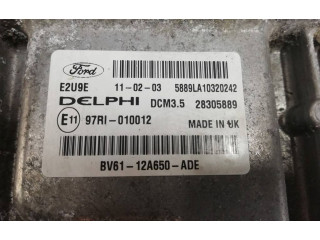 Ford
E2U9E 11-02-03 5889LA10320242
DELPHI DCM3.5 28305889
E11 97RI-010012 MADE IN UK
BV61-12A650-ADE